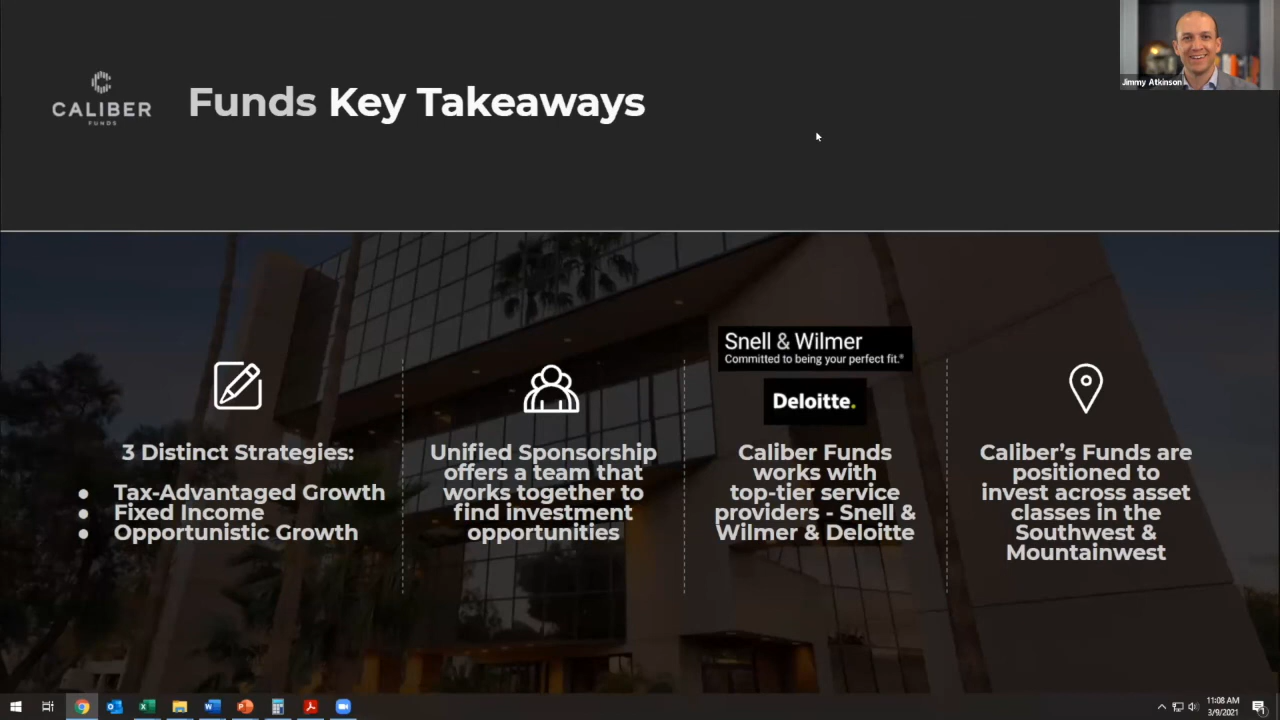 Jimmy Atkinson
CALIBER
FUNDS
Funds Key Takeaways
3 Distinct Strategies:
● Tax-Advantaged Growth
● Fixed Income
● Opportunistic Growth
Unified Sponsorship
offers a team that
works together to
find investment
opportunities
Snell & Wilmer
Committed to being your perfect fit.®
Deloitte.
Caliber Funds
works with
top-tier service
providers - Snell &
Wilmer & Deloitte
Caliber’s Funds are
positioned to
invest across asset
classes in the
Southwest &
Mountainwest
11:08 AM
3/9/2021